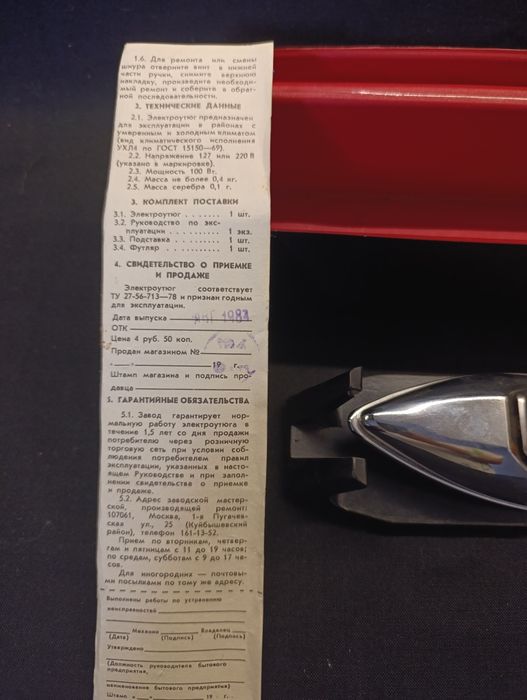 1.6. Для ремонта или смены
шнура отверните винт в нижней
части ручки, снимите верхнюю
накладку, произведите необходи-
мый ремонт и соберите в обрат-
ной последовательности.
2. ТЕХНИЧЕСКИЕ ДАННЫЕ
2.1. Электроутюг предназначен
для эксплуатации в районах с
умеренным и холодным климатом
(вид климатического исполнения
УХЛ4 по ГОСТ 15150—69).
2.2. Напряжение 127 или 220 В
(указано в маркировке).
2.3. Мощность 100 Вт.
2.4. Масса не более 0,4 кг.
2.5. Масса серебра 0,1 г.
3. КОМПЛЕКТ ПОСТАВКИ
3.1. Электроутюг . . . . . . . 1 шт.
3.2. Руководство по экс-
плуатации . . . . . . . . . 1 экз.
3.3. Подставка . . . . . . . . 1 шт.
3.4. Футляр . . . . . . . . . . 1 шт.
4. СВИДЕТЕЛЬСТВО О ПРИЕМКЕ
И ПРОДАЖЕ
Электроутюг соответствует
ТУ 27-56-713—78 и признан годным
для эксплуатации.
Дата выпуска
ОТК
Цена 4 руб. 50 коп.
Продан магазином №
19 г.
Штамп магазина и подпись про-
давца
5. ГАРАНТИЙНЫЕ ОБЯЗАТЕЛЬСТВА
5.1. Завод гарантирует нор-
мальную работу электроутюга в
течение 1,5 лет со дня продажи
потребителю через розничную
торговую сеть при условии соб-
людения потребителем правил
эксплуатации, указанных в насто-
ящем Руководстве и при запол-
нении свидетельства о приемке
и продаже.
5.2. Адрес заводской мастер-
ской, производящей ремонт:
107061, Москва, 1-я Пугачев-
ская ул., 25 (Куйбышевский
район), телефон 161-13-52.
Прием по вторникам, четвер-
гам и пятницам с 11 до 19 часов;
по средам, субботам с 9 до 17 ча-
сов.
Для иногородних — почтовы-
ми посылками по тому же адресу.
Выполнены работы по устранению
неисправностей
Механик Владелец
(Дата) (Подпись) (Подпись)
Утверждено
(Должность руководителя бытового
предприятия,
наименование бытового предприятия)
Штамп 19 г.